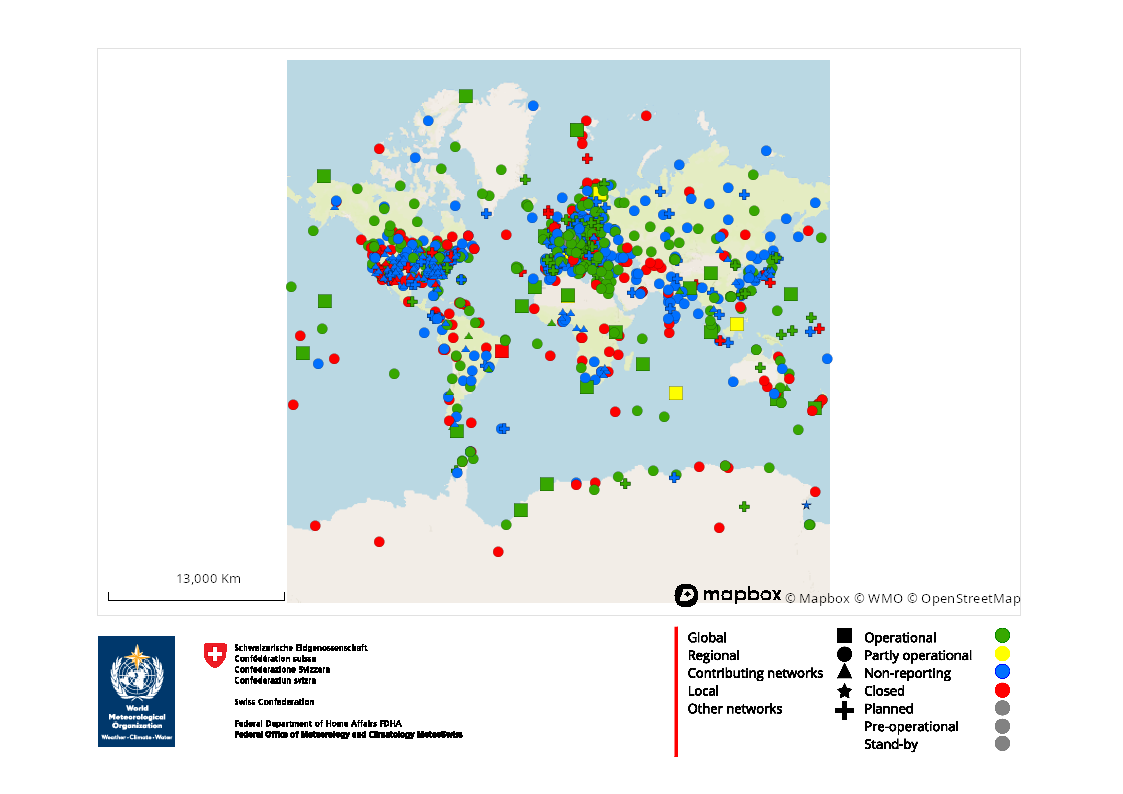 13,000 Km
mapbox © Mapbox © WMO © OpenStreetMap
World
Meteorological
Organization
Weather · Climate · Water
Schweizerische Eidgenossenschaft
Confédération suisse
Confederazione Svizzera
Confederaziun svizra
Swiss Confederation
Federal Department of Home Affairs FDHA
Federal Office of Meteorology and Climatology MeteoSwiss
Global
Regional
Contributing networks
Local
Other networks
Operational
Partly operational
Non-reporting
Closed
Planned
Pre-operational
Stand-by